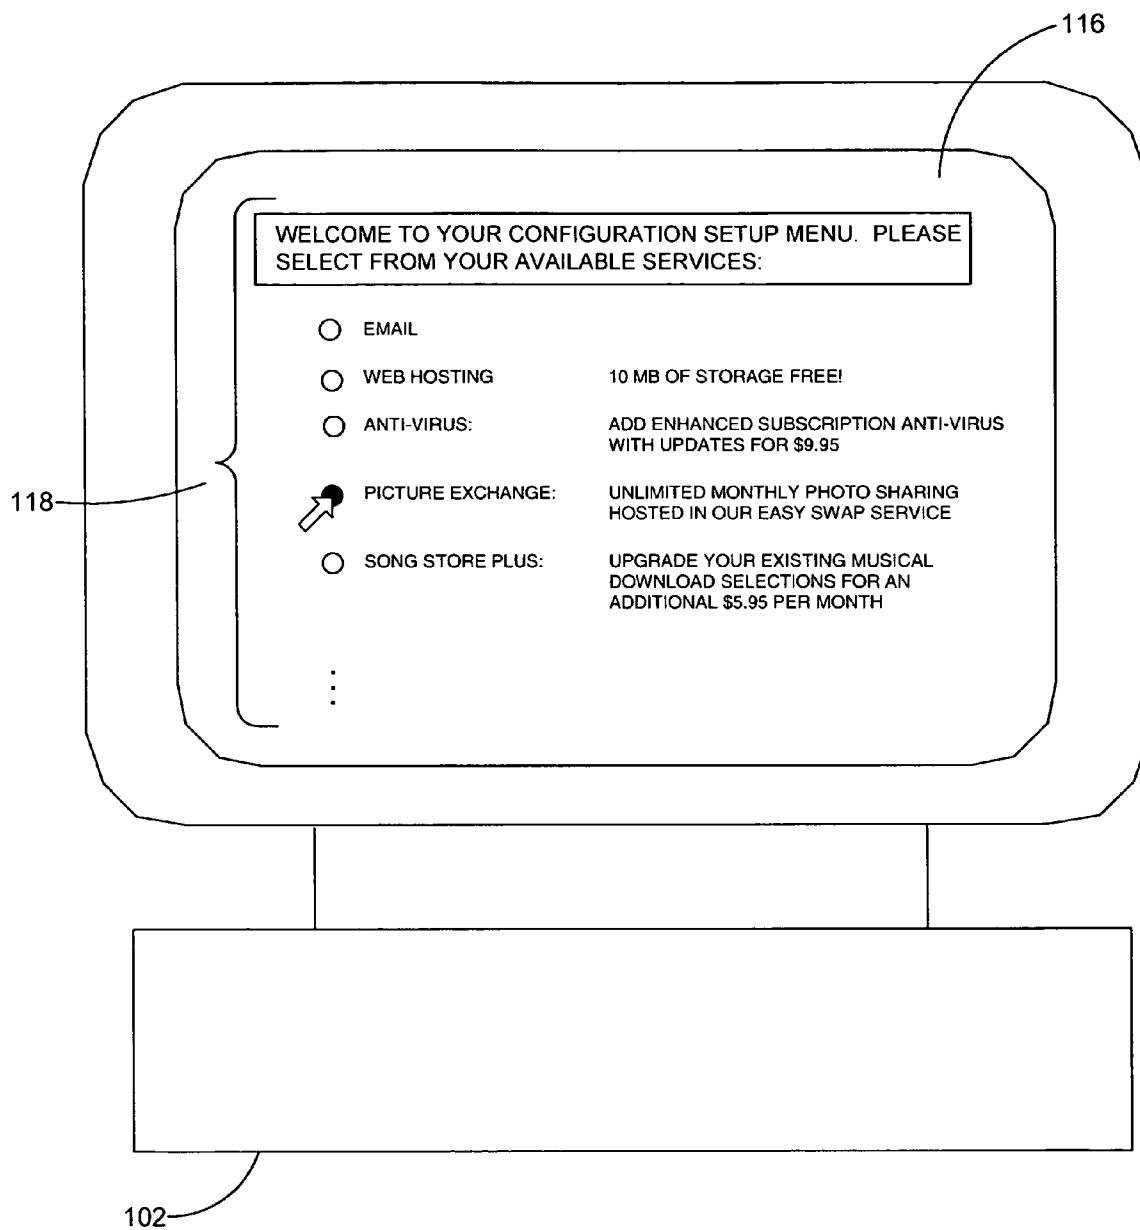 116
WELCOME TO YOUR CONFIGURATION SETUP MENU. PLEASE
SELECT FROM YOUR AVAILABLE SERVICES:
EMAIL
WEB HOSTING 10 MB OF STORAGE FREE!
ANTI-VIRUS: ADD ENHANCED SUBSCRIPTION ANTI-VIRUS
WITH UPDATES FOR $9.95
118
PICTURE EXCHANGE: UNLIMITED MONTHLY PHOTO SHARING
HOSTED IN OUR EASY SWAP SERVICE
SONG STORE PLUS: UPGRADE YOUR EXISTING MUSICAL
DOWNLOAD SELECTIONS FOR AN
ADDITIONAL $5.95 PER MONTH
102